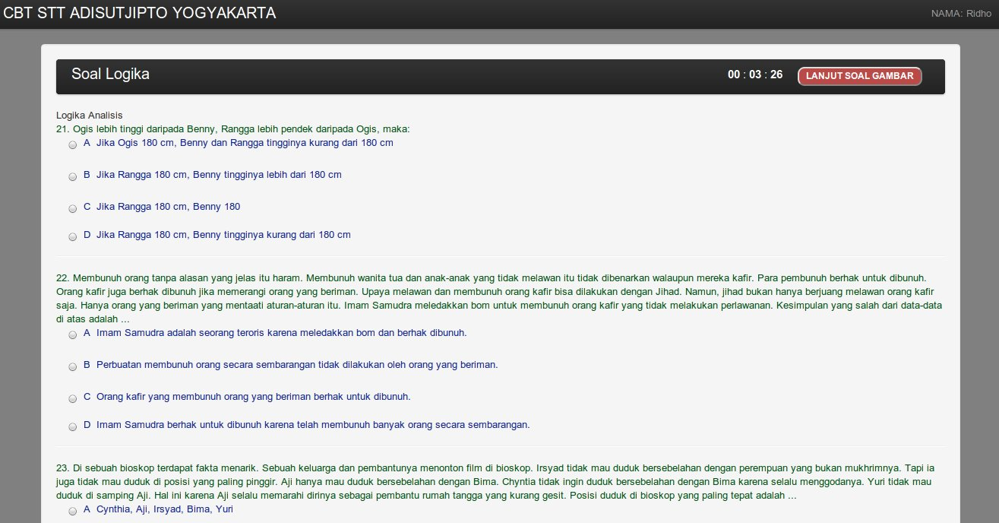 CBT STT ADISUTJIPTO YOGYAKARTA
NAMA: Ridho
Soal Logika
00 : 03 : 26
LANJUT SOAL GAMBAR
Logika Analisis
21. Ogis lebih tinggi daripada Benny, Rangga lebih pendek daripada Ogis, maka:
A Jika Ogis 180 cm, Benny dan Rangga tingginya kurang dari 180 cm
B Jika Rangga 180 cm, Benny tingginya lebih dari 180 cm
C Jika Rangga 180 cm, Benny 180
D Jika Rangga 180 cm, Benny tingginya kurang dari 180 cm
22. Membunuh orang tanpa alasan yang jelas itu haram. Membunuh wanita tua dan anak-anak yang tidak melawan itu tidak dibenarkan walaupun mereka kafir. Para pembunuh berhak untuk dibunuh.
Orang kafir juga berhak dibunuh jika memerangi orang yang beriman. Upaya melawan dan membunuh orang kafir bisa dilakukan dengan Jihad. Namun, jihad bukan hanya berjuang melawan orang kafir
saja. Hanya orang yang beriman yang mentaati aturan-aturan itu. Imam Samudra meledakkan bom untuk membunuh orang kafir yang tidak melakukan perlawanan. Kesimpulan yang salah dari data-data
di atas adalah ...
A Imam Samudra adalah seorang teroris karena meledakkan bom dan berhak dibunuh.
B Perbuatan membunuh orang secara sembarangan tidak dilakukan oleh orang yang beriman.
C Orang kafir yang membunuh orang yang beriman berhak untuk dibunuh.
D Imam Samudra berhak untuk dibunuh karena telah membunuh banyak orang secara sembarangan.
23. Di sebuah bioskop terdapat fakta menarik. Sebuah keluarga dan pembantunya menonton film di bioskop. Irsyad tidak mau duduk bersebelahan dengan perempuan yang bukan mukhrimnya. Tapi ia
juga tidak mau duduk di posisi yang paling pinggir. Aji hanya mau duduk bersebelahan dengan Bima. Chyntia tidak ingin duduk bersebelahan dengan Bima karena selalu menggodanya. Yuri tidak mau
duduk di samping Aji. Hal ini karena Aji selalu memarahi dirinya sebagai pembantu rumah tangga yang kurang gesit. Posisi duduk di bioskop yang paling tepat adalah ...
A Cynthia, Aji, Irsyad, Bima, Yuri